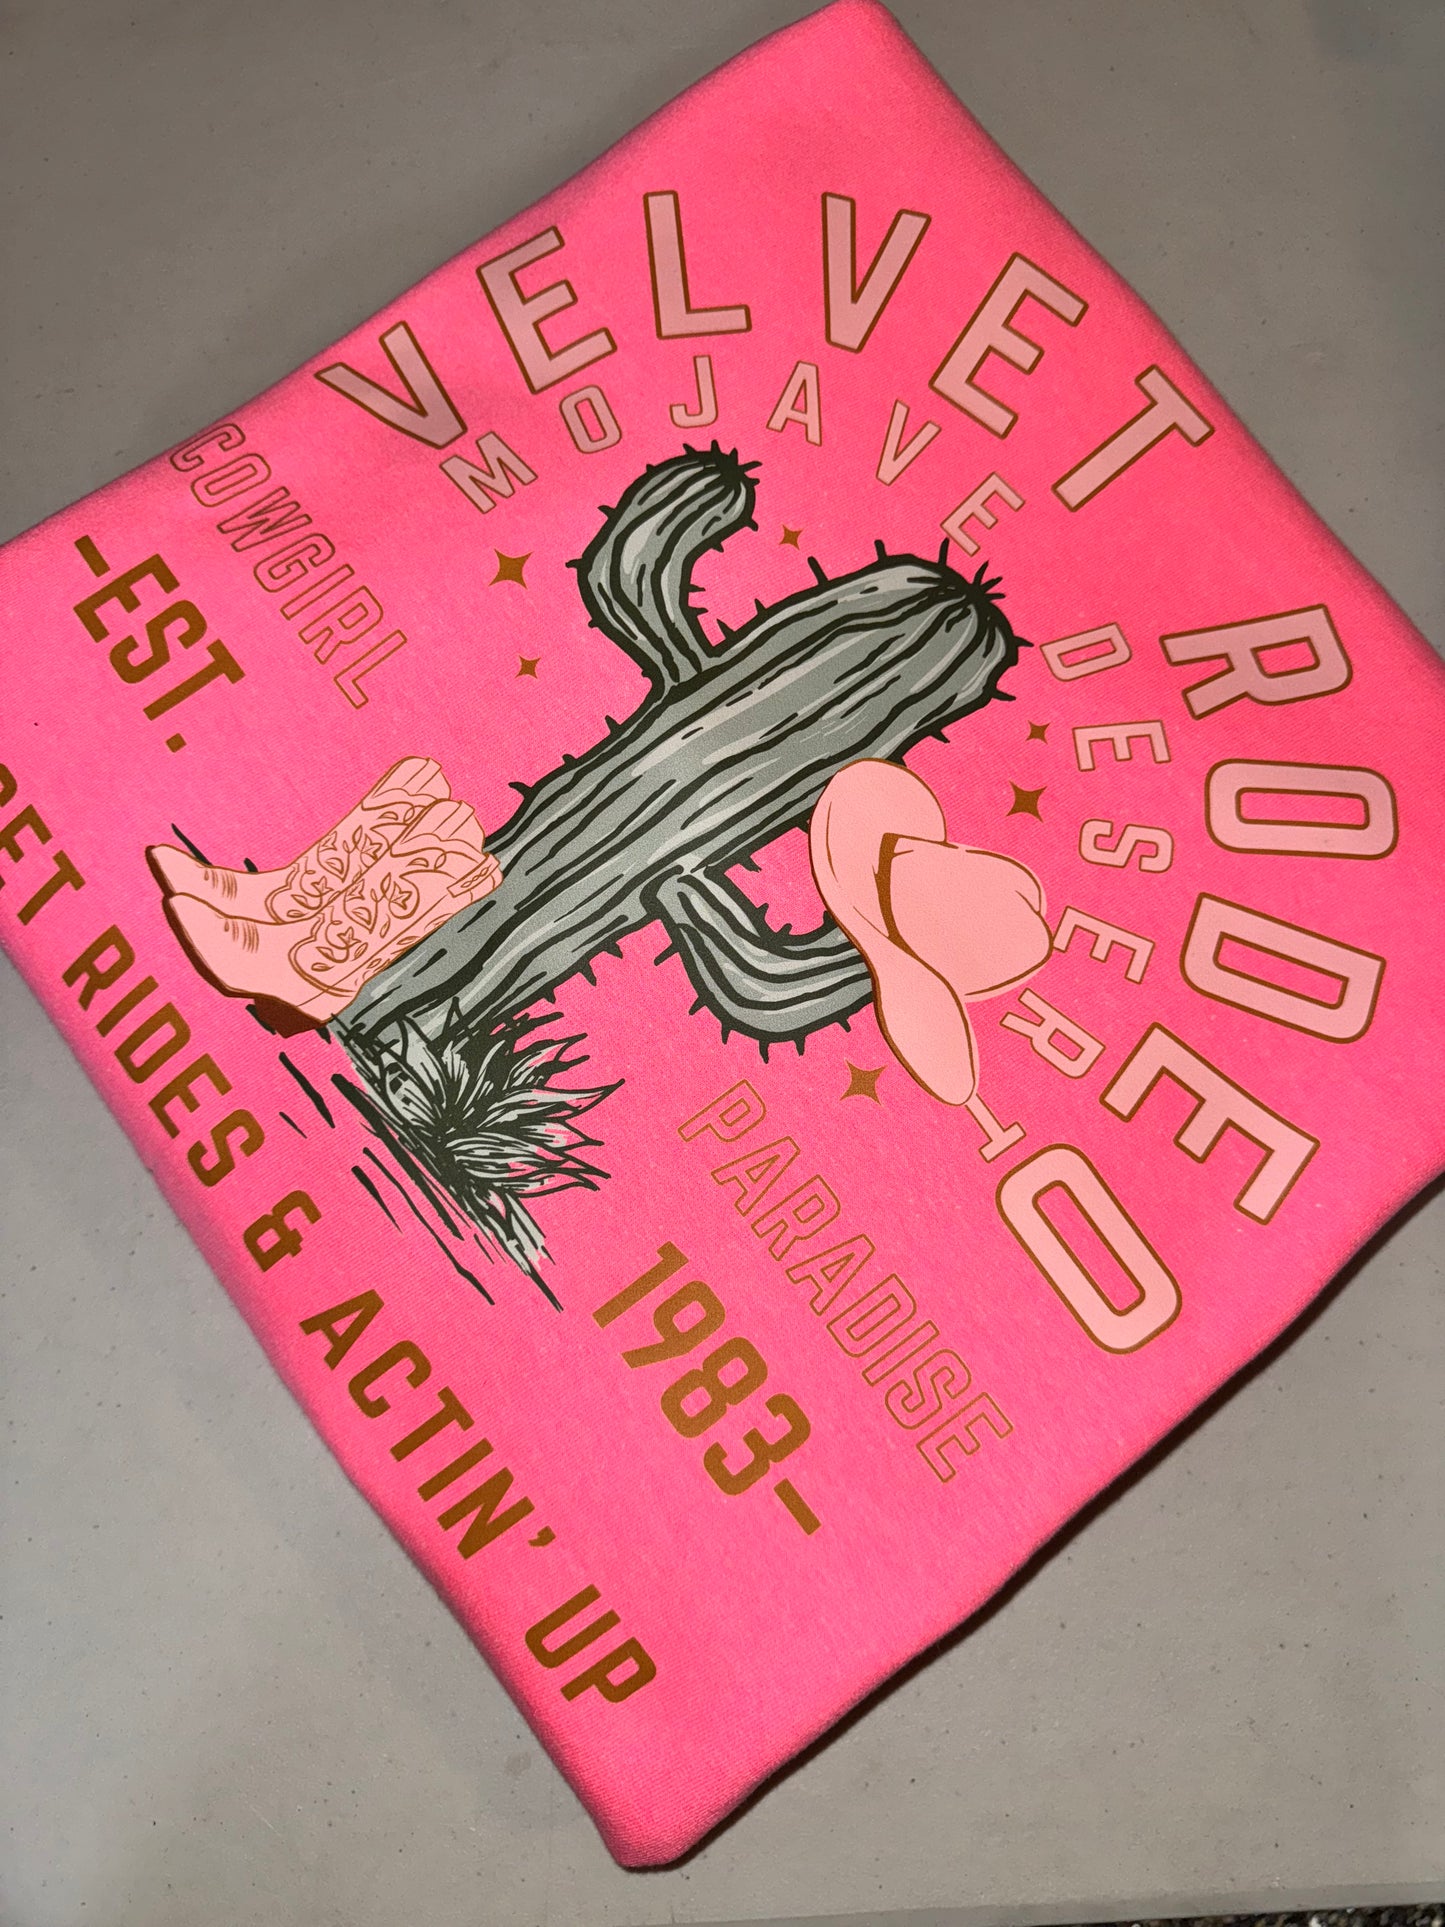 VELVET RODEO
MOJAVE DESERT
COWGIRL PARADISE
-EST. 1983-
RIDES & ACTIN' UP